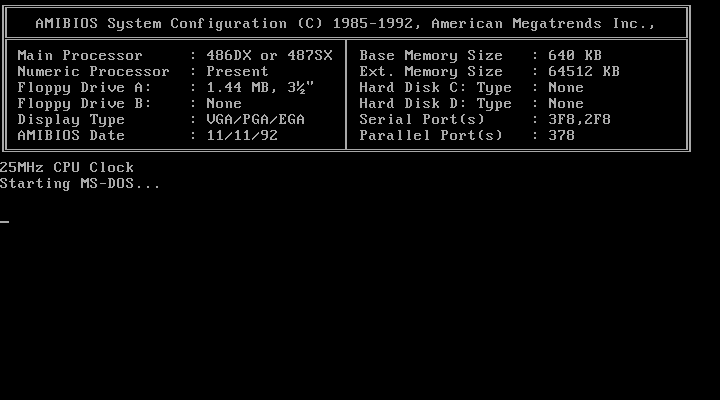 AMIBIOS System Configuration (C) 1985-1992, American Megatrends Inc.,
Main Processor : 486DX or 487SX
Numeric Processor : Present
Floppy Drive A: : 1.44 MB, 3½"
Floppy Drive B: : None
Display Type : VGA/PGA/EGA
AMIBIOS Date : 11/11/92
Base Memory Size : 640 KB
Ext. Memory Size : 64512 KB
Hard Disk C: Type : None
Hard Disk D: Type : None
Serial Port(s) : 3F8,2F8
Parallel Port(s) : 378
25MHz CPU Clock
Starting MS-DOS...